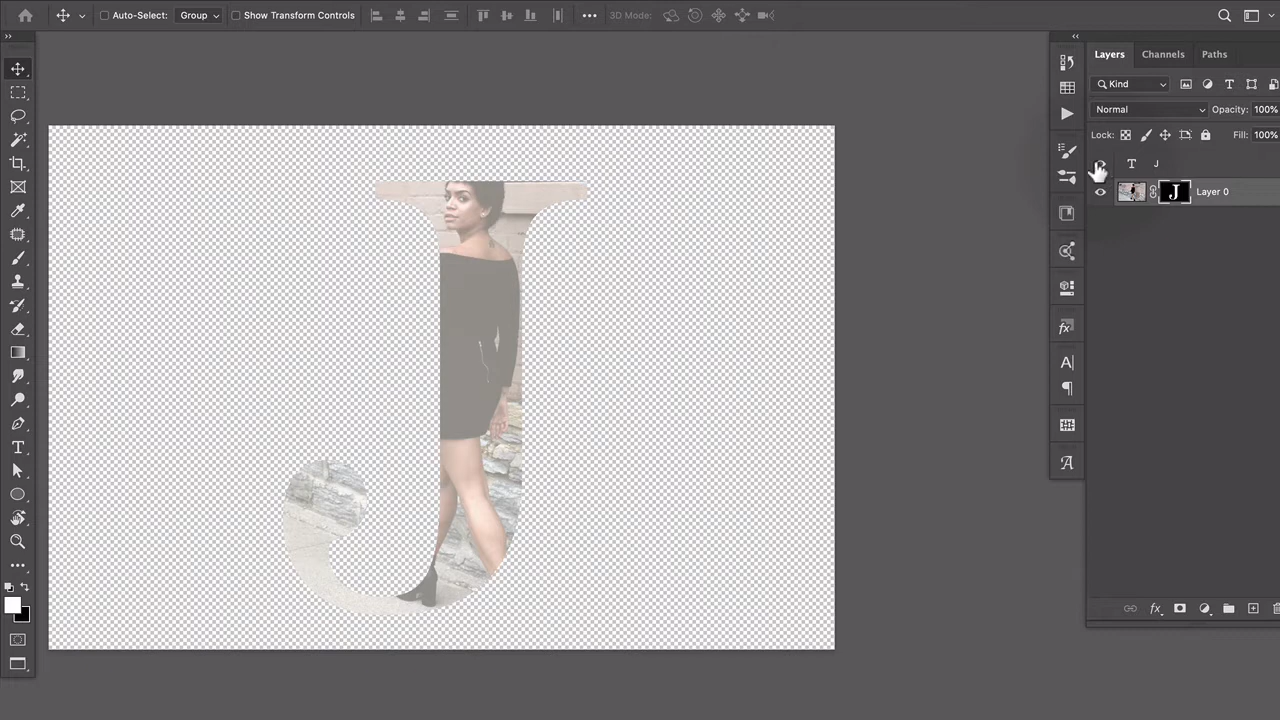 Auto-Select: Group Show Transform Controls 3D Mode:
Layers Channels Paths
Kind T
Normal Opacity: 100%
Lock: Fill: 100%
T J
J Layer 0
fx
A
A
T
J
fx